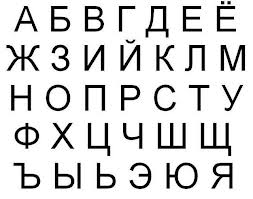 А Б В Г Д Е Ё
Ж З И Й К Л М
Н О П Р С Т У
Ф Х Ц Ч Ш Щ
Ъ Ы Ь Э Ю Я